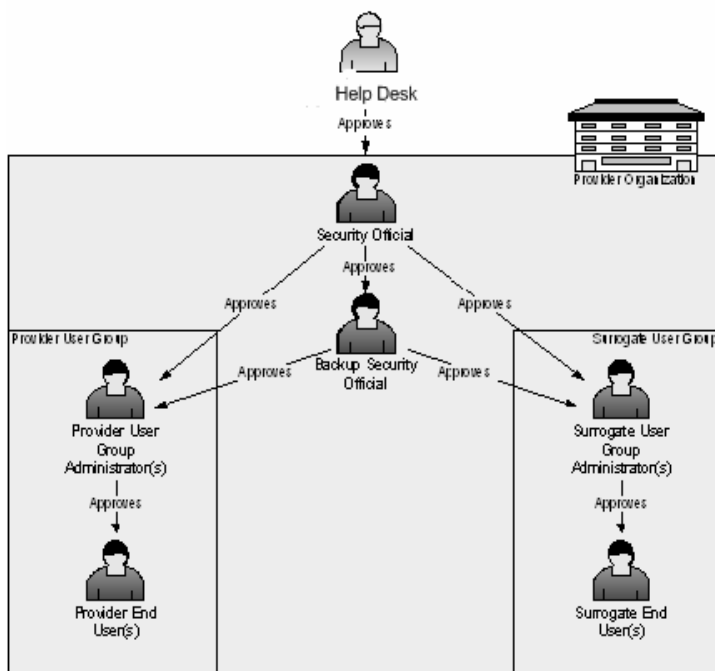 Help Desk
Approves
Provider Organization
Security Official
Approves
Approves
Approves
Provider User Group
Surrogate User Group
Backup Security
Official
Approves
Approves
Provider User
Group
Administrator(s)
Surrogate User
Group
Administrator(s)
Approves
Approves
Provider End
User(s)
Surrogate End
User(s)